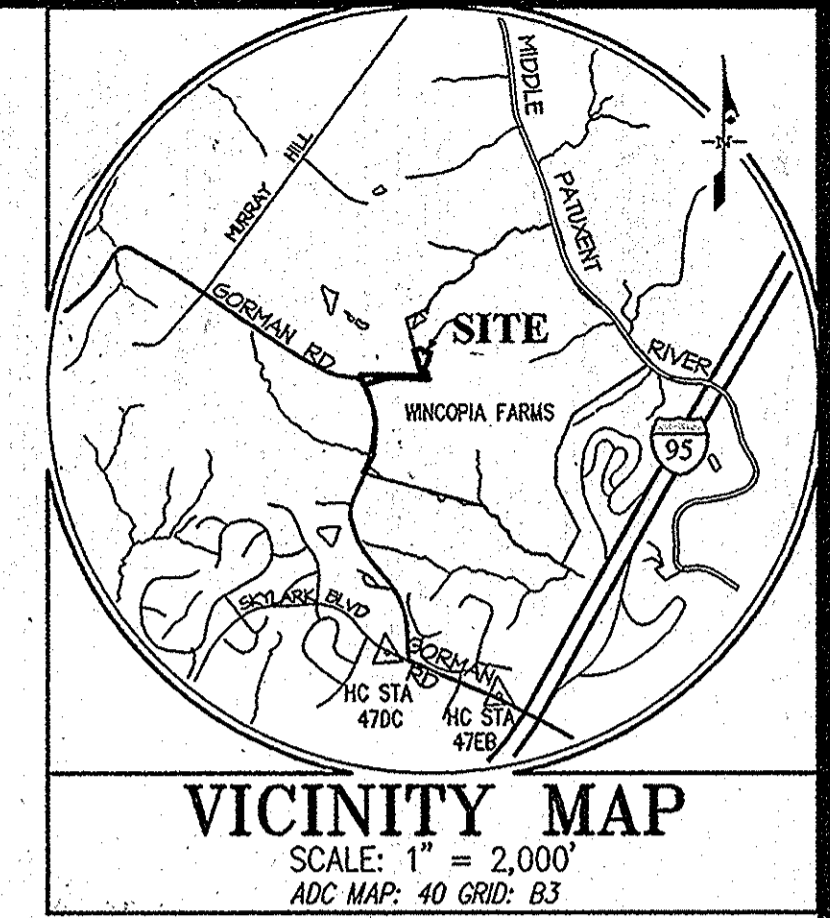 MIDDLE
PATUXENT
RIVER
MURRAY HILL
GORMAN RD
N
SITE
WINCOPIA FARMS
95
SKYLARK BLVD
GORMAN
RD
HC STA
47DC
HC STA
47EB
VICINITY MAP
SCALE: 1" = 2,000'
ADC MAP: 40 GRID: B3